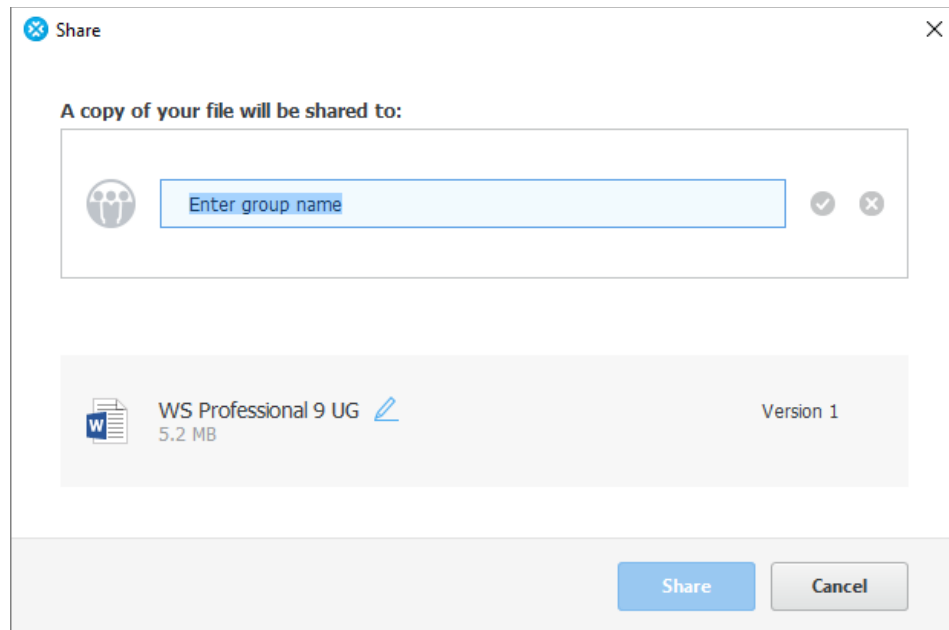 Share
A copy of your file will be shared to:
Enter group name
W
WS Professional 9 UG
Version 1
5.2 MB
Share
Cancel